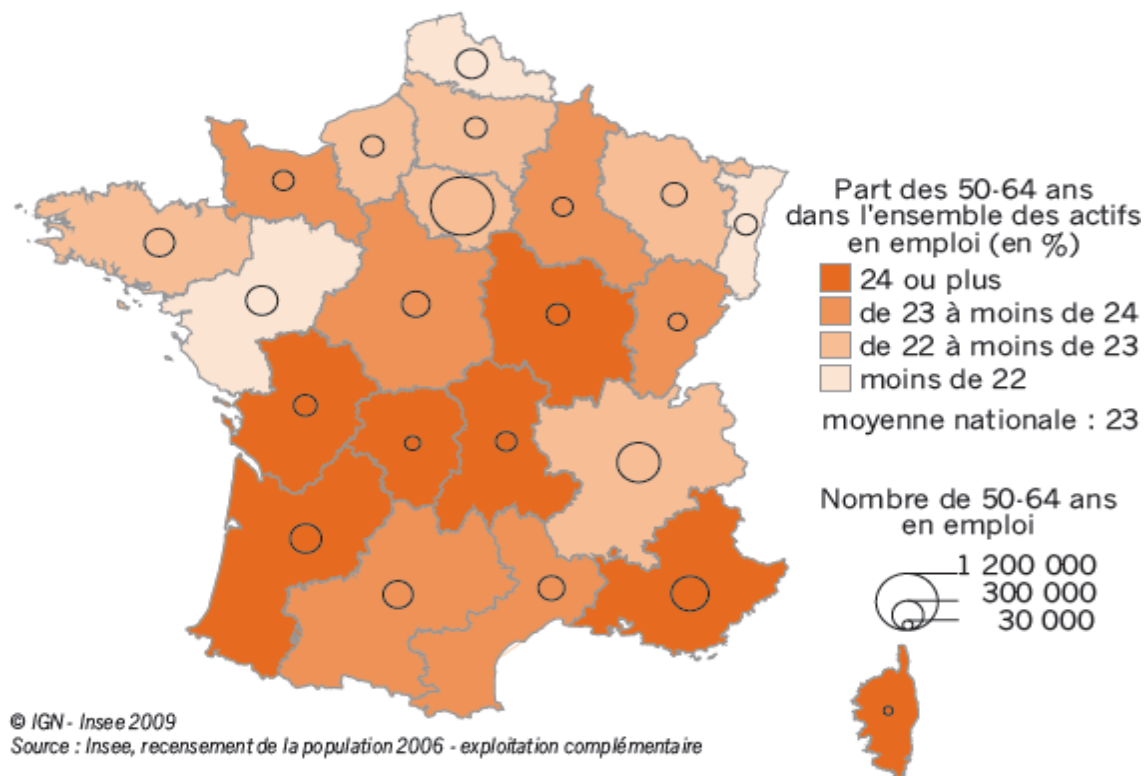 Part des 50-64 ans
dans l'ensemble des actifs
en emploi (en %)
24 ou plus
de 23 à moins de 24
de 22 à moins de 23
moins de 22
moyenne nationale : 23
Nombre de 50-64 ans
en emploi
1 200 000
300 000
30 000
© IGN - Insee 2009
Source : Insee, recensement de la population 2006 - exploitation complémentaire